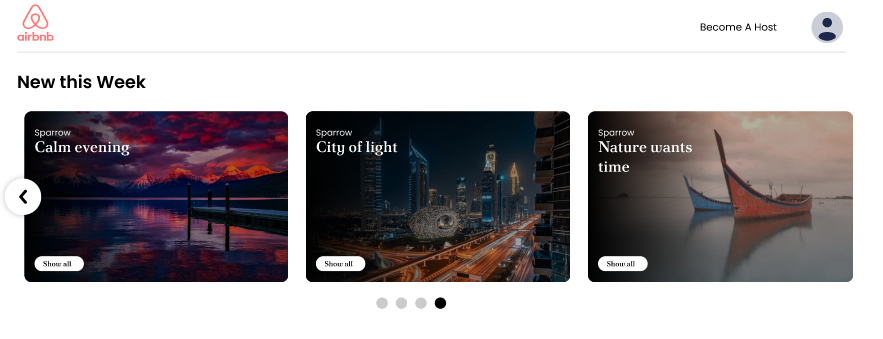 airbnb
Become A Host
New this Week
Sparrow
Calm evening
Show all
Sparrow
City of light
Show all
Sparrow
Nature wants
time
Show all